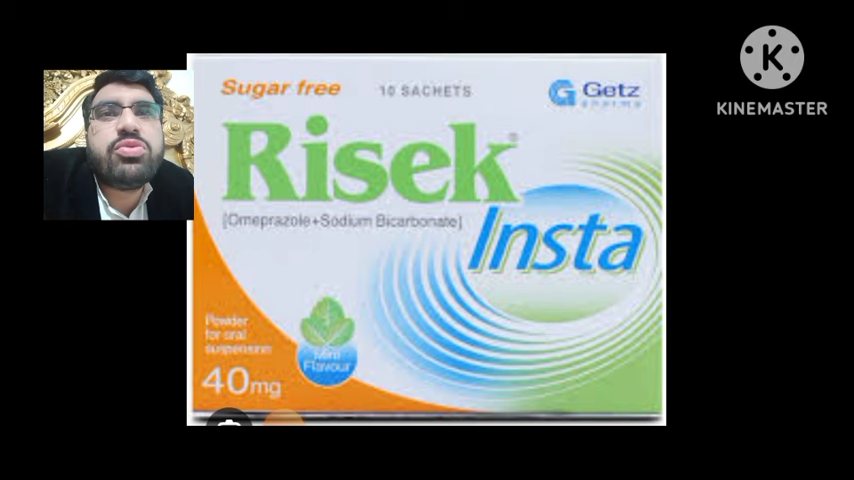 Sugar free
10 SACHETS
Getz
pharma
Risek®
[Omeprazole+Sodium Bicarbonate]
Insta
Powder
for oral
suspension
Mint
Flavour
40mg
K
KINEMASTER